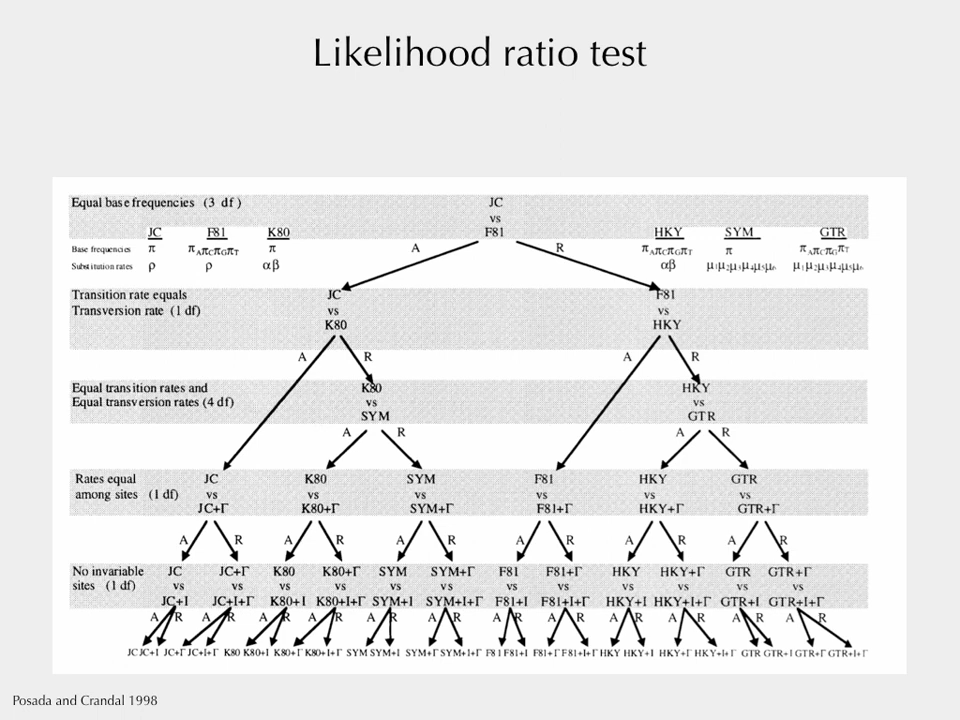 Likelihood ratio test
Equal base frequencies (3 df)
JC
vs
F81
JC F81 K80
HKY SYM GTR
Base frequencies π πAπCπGπT π
πAπCπGπT π πAπCπGπT
Substitution rates ρ ρ αβ
αβ μ1μ2μ3μ4μ5μ6 μ1μ2μ3μ4μ5μ6
A R
Transition rate equals
Transversion rate (1 df)
JC F81
vs vs
K80 HKY
A R A R
Equal transition rates and
Equal transversion rates (4 df)
K80 HKY
vs vs
SYM GTR
A R A R
Rates equal
among sites (1 df)
JC K80 SYM F81 HKY GTR
vs vs vs vs vs vs
JC+Γ K80+Γ SYM+Γ F81+Γ HKY+Γ GTR+Γ
A R A R A R A R A R A R
No invariable
sites (1 df)
JC JC+Γ K80 K80+Γ SYM SYM+Γ F81 F81+Γ HKY HKY+Γ GTR GTR+Γ
vs vs vs vs vs vs vs vs vs vs vs vs
JC+I JC+I+Γ K80+I K80+I+Γ SYM+I SYM+I+Γ F81+I F81+I+Γ HKY+I HKY+I+Γ GTR+I GTR+I+Γ
A R A R A R A R A R A R A R A R A R A R A R A R
JC JC+I JC+Γ JC+I+Γ K80 K80+I K80+Γ K80+I+Γ SYM SYM+I SYM+Γ SYM+I+Γ F81 F81+I F81+Γ F81+I+Γ HKY HKY+I HKY+Γ HKY+I+Γ GTR GTR+I GTR+Γ GTR+I+Γ
Posada and Crandal 1998